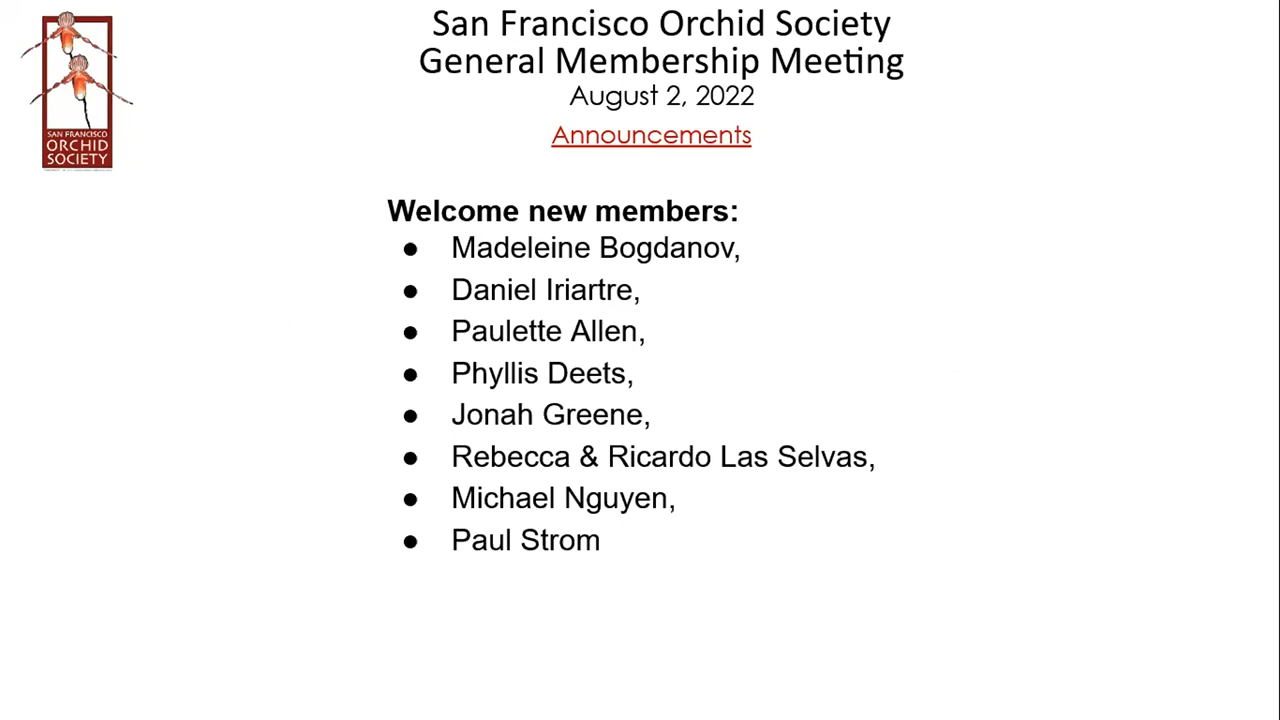 San Francisco Orchid Society
General Membership Meeting
August 2, 2022
Announcements
SAN FRANCISCO
ORCHID
SOCIETY
Welcome new members:
● Madeleine Bogdanov,
● Daniel Iriartre,
● Paulette Allen,
● Phyllis Deets,
● Jonah Greene,
● Rebecca & Ricardo Las Selvas,
● Michael Nguyen,
● Paul Strom